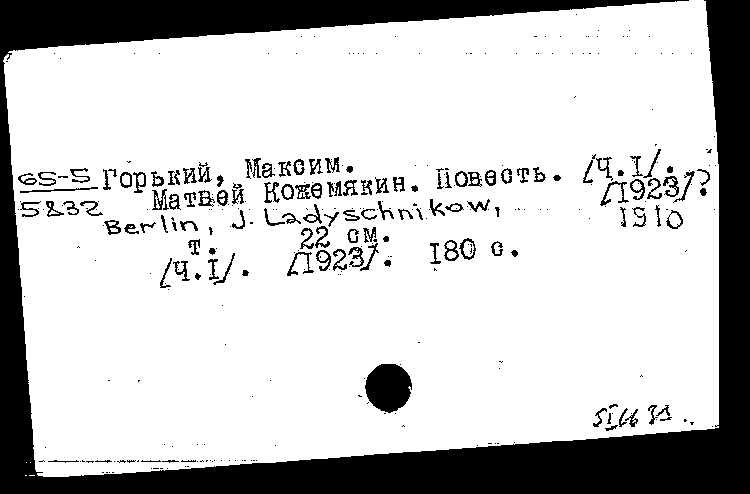 65-5 Горький, Максим.
5832 Матвей Кожемякин. Повесть. /Ч.I/.
Berlin, J. Ladyschnikow, /1923/?
1910
т. 22 см.
/Ч.I/. /1923/. 180 с.